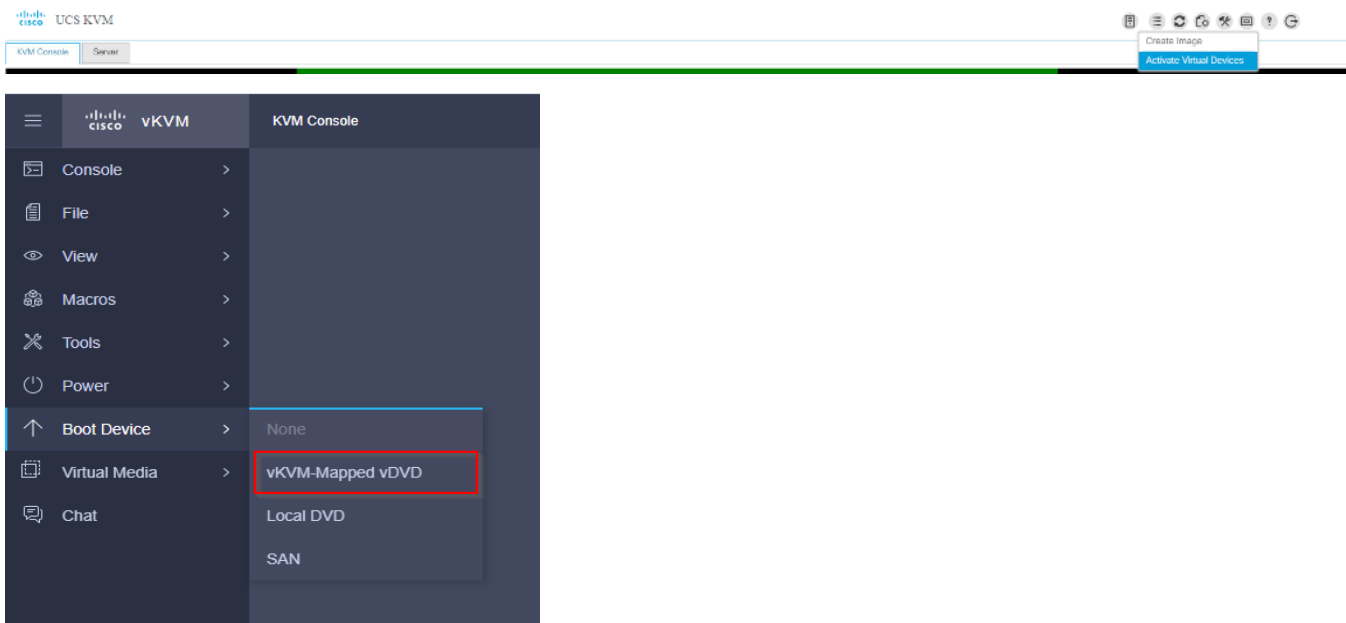 cisco UCS KVM
KVM Console Server
Create Image
Activate Virtual Devices
cisco vKVM KVM Console
Console
File
View
Macros
Tools
Power
Boot Device
None
Virtual Media
vKVM-Mapped vDVD
Chat
Local DVD
SAN